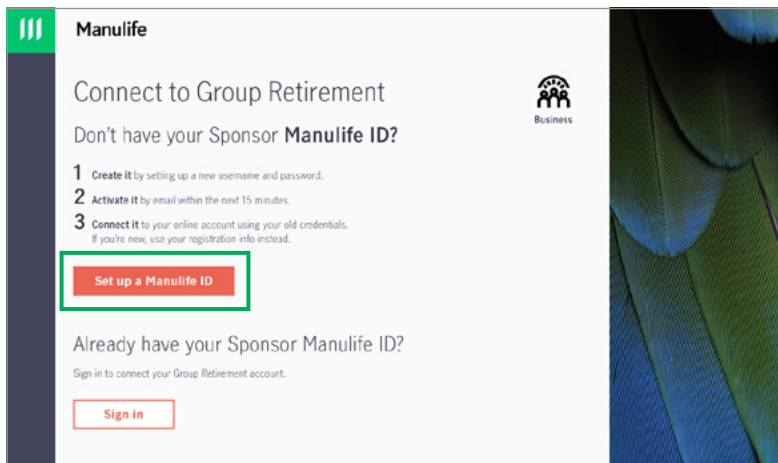 Manulife
Connect to Group Retirement
Business
Don't have your Sponsor Manulife ID?
1 Create it by setting up a new username and password.
2 Activate it by email within the next 15 minutes.
3 Connect it to your online account using your old credentials.
If you're new, use your registration info instead.
Set up a Manulife ID
Already have your Sponsor Manulife ID?
Sign in to connect your Group Retirement account.
Sign in